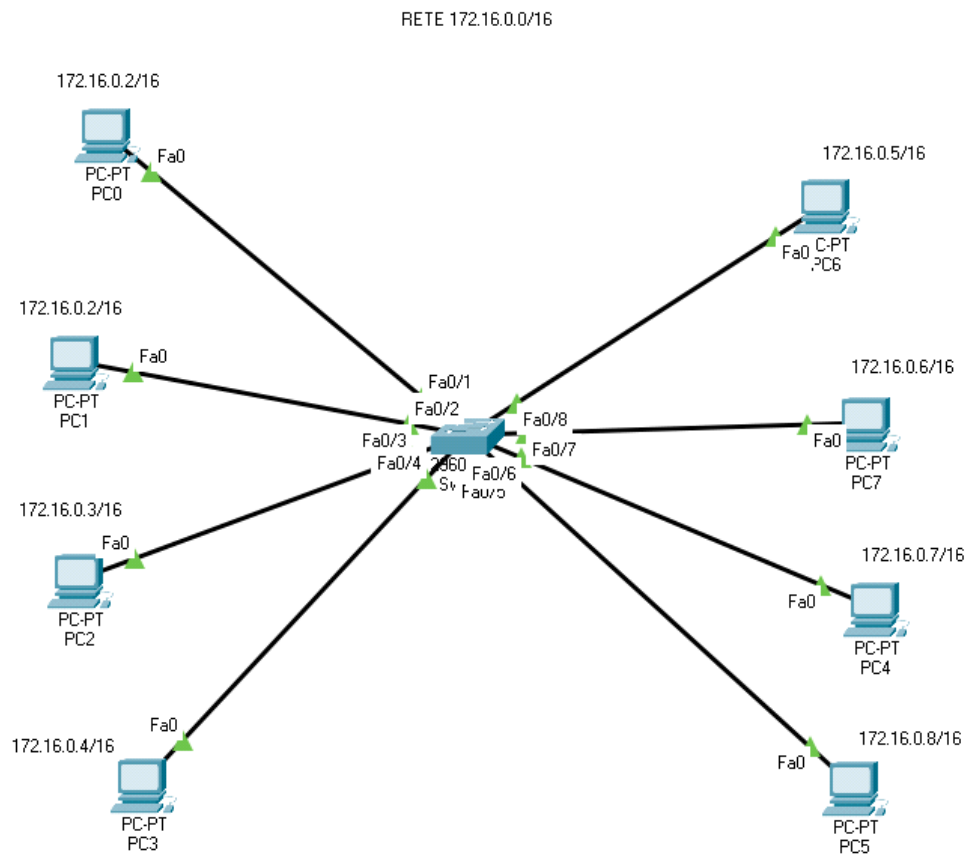 RETE 172.16.0.0/16
172.16.0.2/16
Fa0
PC-PT
PC0
172.16.0.5/16
Fa0
C-PT
PC6
172.16.0.2/16
Fa0
PC-PT
PC1
Fa0/1
Fa0/2
Fa0/8
Fa0/3
Fa0/7
Fa0/4
Fa0/6
Fa0/5
172.16.0.6/16
Fa0
PC-PT
PC7
172.16.0.3/16
Fa0
PC-PT
PC2
172.16.0.7/16
Fa0
PC-PT
PC4
172.16.0.4/16
Fa0
PC-PT
PC3
172.16.0.8/16
Fa0
PC-PT
PC5